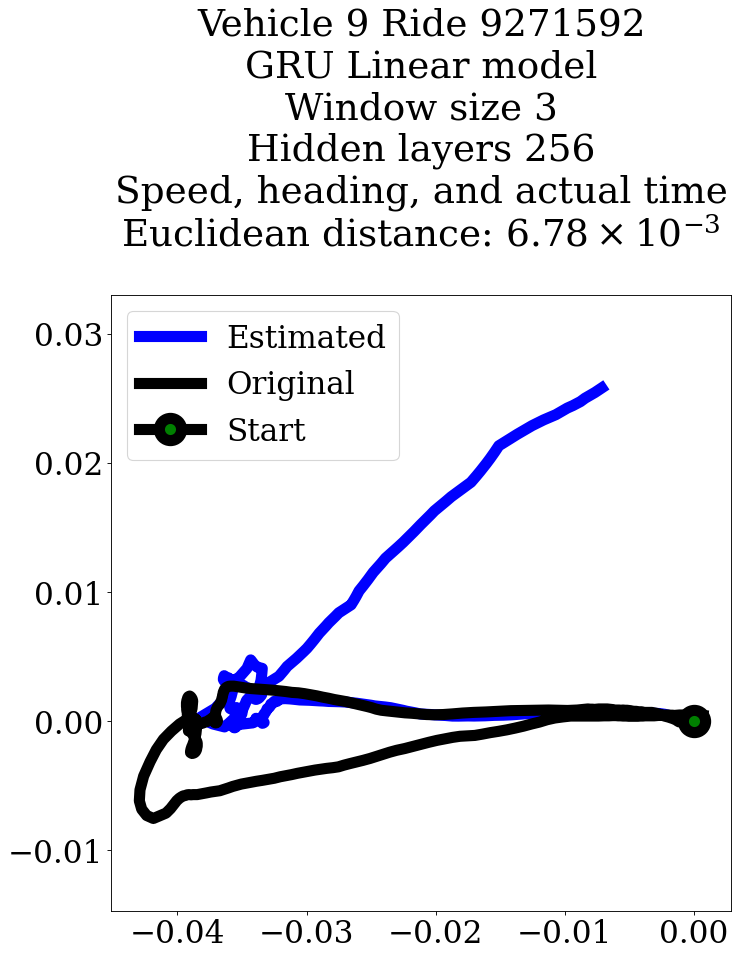 Vehicle 9 Ride 9271592
GRU Linear model
Window size 3
Hidden layers 256
Speed, heading, and actual time
Euclidean distance: 6.78 × 10⁻³
Estimated
Original
Start
0.03
0.02
0.01
0.00
−0.01
−0.04 −0.03 −0.02 −0.01 0.00